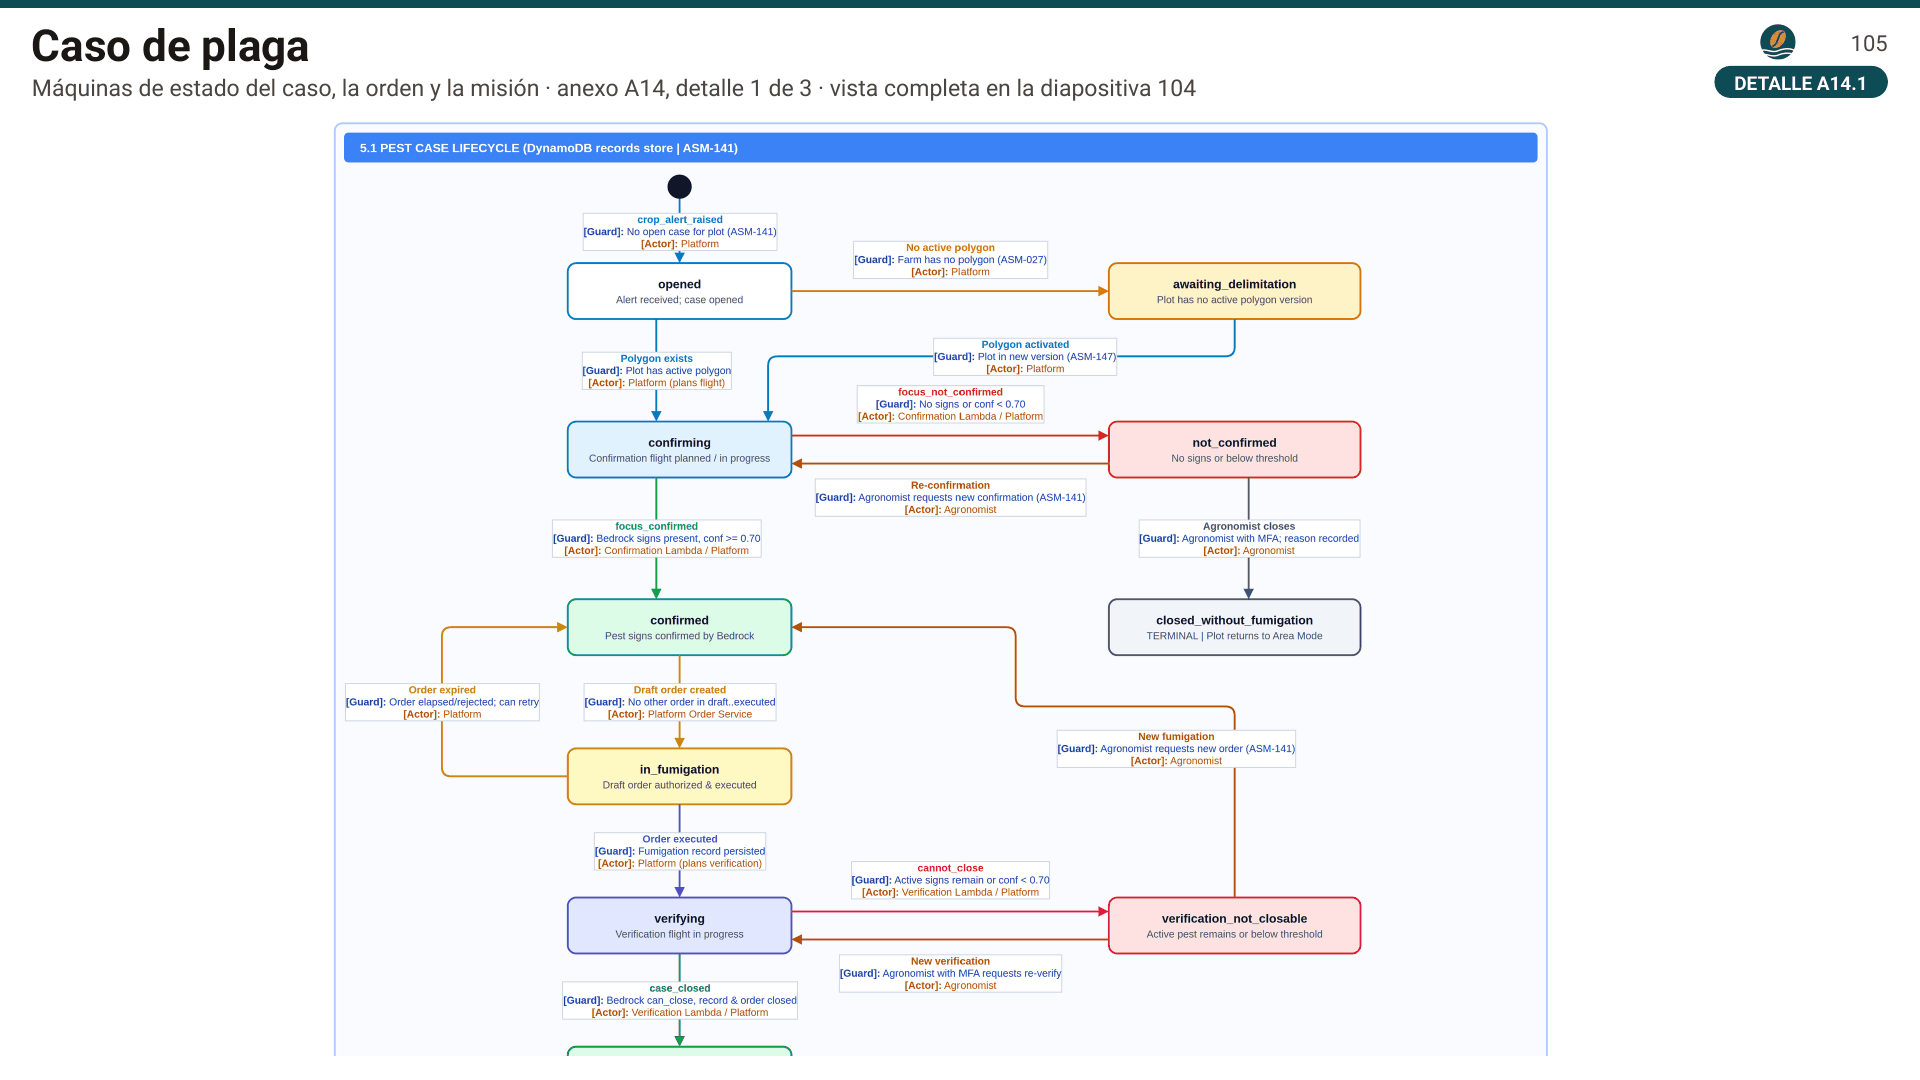 Caso de plaga
105
Máquinas de estado del caso, la orden y la misión · anexo A14, detalle 1 de 3 · vista completa en la diapositiva 104
DETALLE A14.1
5.1 PEST CASE LIFECYCLE (DynamoDB records store | ASM-141)
crop_alert_raised
[Guard]: No open case for plot (ASM-141)
[Actor]: Platform
No active polygon
[Guard]: Farm has no polygon (ASM-027)
[Actor]: Platform
opened
Alert received; case opened
awaiting_delimitation
Plot has no active polygon version
Polygon exists
[Guard]: Plot has active polygon
[Actor]: Platform (plans flight)
Polygon activated
[Guard]: Plot in new version (ASM-147)
[Actor]: Platform
focus_not_confirmed
[Guard]: No signs or conf < 0.70
[Actor]: Confirmation Lambda / Platform
confirming
Confirmation flight planned / in progress
not_confirmed
No signs or below threshold
Re-confirmation
[Guard]: Agronomist requests new confirmation (ASM-141)
[Actor]: Agronomist
focus_confirmed
[Guard]: Bedrock signs present, conf >= 0.70
[Actor]: Confirmation Lambda / Platform
Agronomist closes
[Guard]: Agronomist with MFA; reason recorded
[Actor]: Agronomist
confirmed
Pest signs confirmed by Bedrock
closed_without_fumigation
TERMINAL | Plot returns to Area Mode
Order expired
[Guard]: Order elapsed/rejected; can retry
[Actor]: Platform
Draft order created
[Guard]: No other order in draft..executed
[Actor]: Platform Order Service
New fumigation
[Guard]: Agronomist requests new order (ASM-141)
[Actor]: Agronomist
in_fumigation
Draft order authorized & executed
Order executed
[Guard]: Fumigation record persisted
[Actor]: Platform (plans verification)
cannot_close
[Guard]: Active signs remain or conf < 0.70
[Actor]: Verification Lambda / Platform
verifying
Verification flight in progress
verification_not_closable
Active pest remains or below threshold
New verification
[Guard]: Agronomist with MFA requests re-verify
[Actor]: Agronomist
case_closed
[Guard]: Bedrock can_close, record & order closed
[Actor]: Verification Lambda / Platform